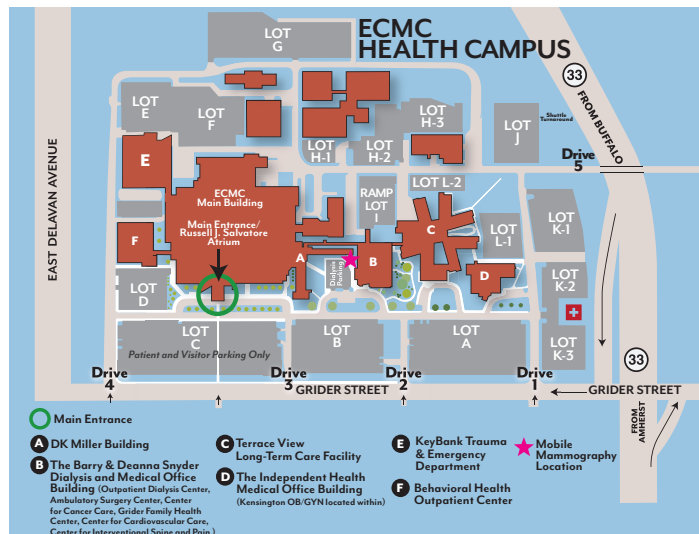 ECMC
HEALTH CAMPUS
LOT
G
33
FROM BUFFALO
LOT
E
LOT
F
LOT
H-3
LOT
H-1
LOT
H-2
LOT
J
Shuttle
Turnaround
Drive
5
EAST DELAVAN AVENUE
E
ECMC
Main Building
Main Entrance/
Russell J. Salvatore
Atrium
RAMP
LOT
I
LOT L-2
C
LOT
L-1
LOT
K-1
F
A
B
Dialysis
Parking
D
LOT
D
LOT
K-2
LOT
C
Patient and Visitor Parking Only
LOT
B
LOT
A
LOT
K-3
33
Drive
4
Drive
3
Drive
2
Drive
1
GRIDER STREET
GRIDER STREET
FROM
AMHERST
Main Entrance
A DK Miller Building
B The Barry & Deanna Snyder
Dialysis and Medical Office
Building (Outpatient Dialysis Center,
Ambulatory Surgery Center, Center
for Cancer Care, Grider Family Health
Center, Center for Cardiovascular Care,
Center for Interventional Spine and Pain)
C Terrace View
Long-Term Care Facility
D The Independent Health
Medical Office Building
(Kensington OB/GYN located within)
E KeyBank Trauma
& Emergency
Department
F Behavioral Health
Outpatient Center
Mobile
Mammography
Location